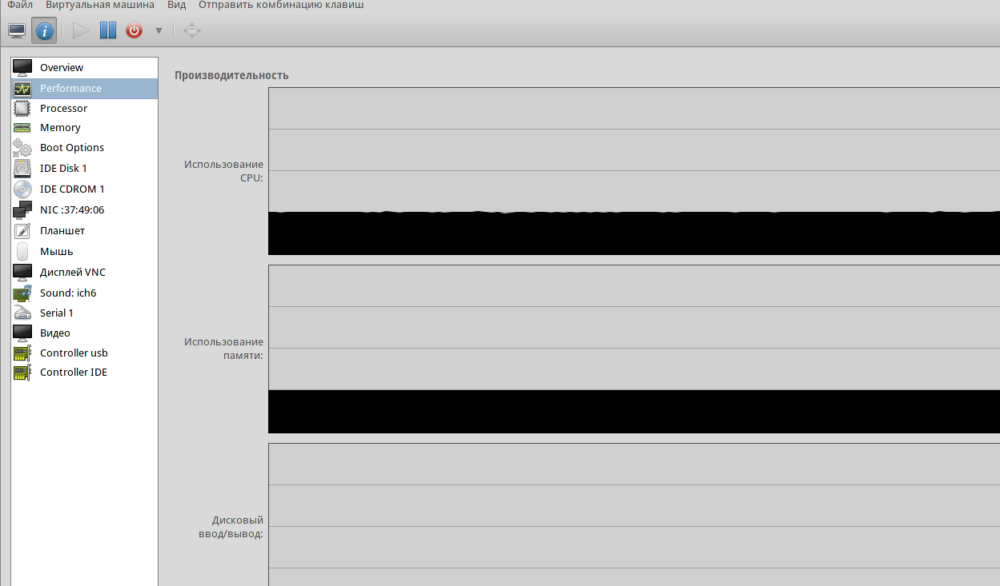 Файл Виртуальная машина Вид Отправить комбинацию клавиш
Overview
Performance
Processor
Memory
Boot Options
IDE Disk 1
IDE CDROM 1
NIC :37:49:06
Планшет
Мышь
Дисплей VNC
Sound: ich6
Serial 1
Видео
Controller usb
Controller IDE
Производительность
Использование
CPU:
Использование
памяти:
Дисковый
ввод/вывод: